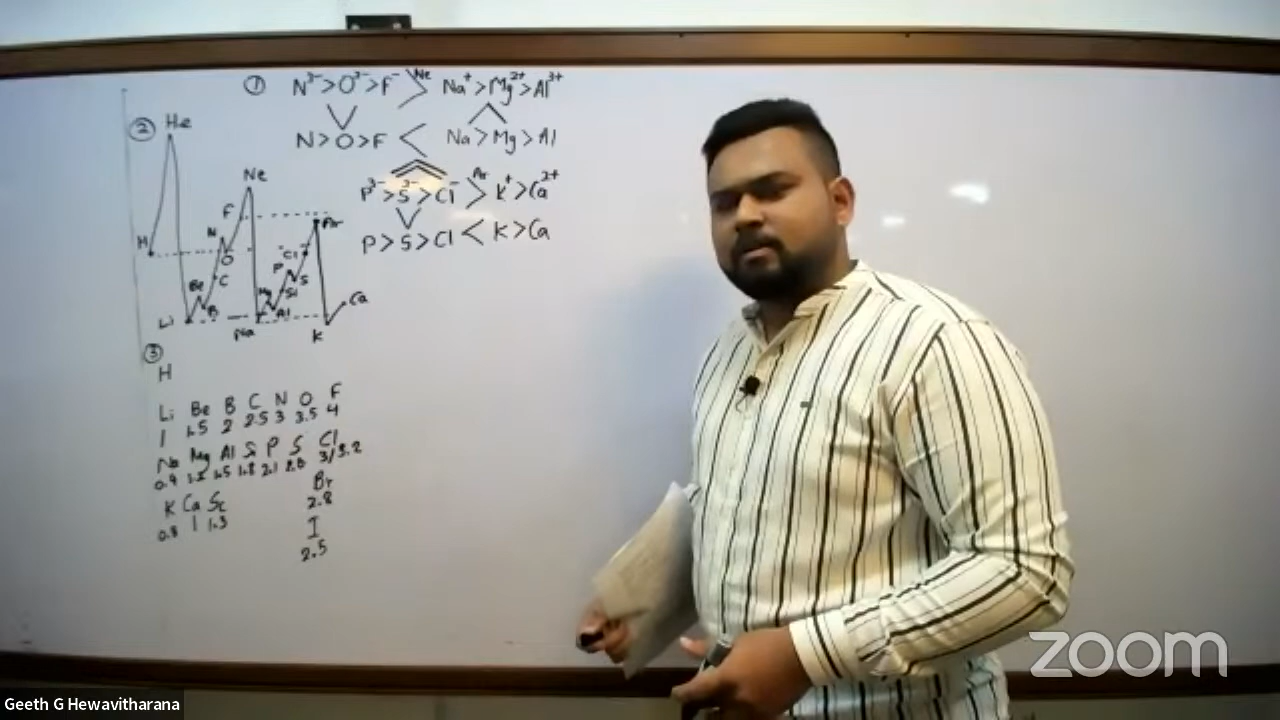 ① N³⁻>O²⁻>F⁻ > Ne Na⁺>Mg²⁺>Al³⁺
N>O>F < Na>Mg>Al
P³⁻>S²⁻>Cl⁻ > Ar K⁺>Ca²⁺
P>S>Cl < K>Ca
② He
Ne
F
Ar
N
H
O
Cl
P
C
S
Be
Si
Mg
B
Al
Ca
Li
Na
K
③
H
Li Be B C N O F
1 1.5 2 2.5 3 3.5 4
Na Mg Al Si P S Cl
0.9 1.2 1.5 1.8 2.1 3/3.2
Br
K Ca Sc 2.8
0.8 1 1.3 I
2.5
zoom
Geeth G Hewavitharana